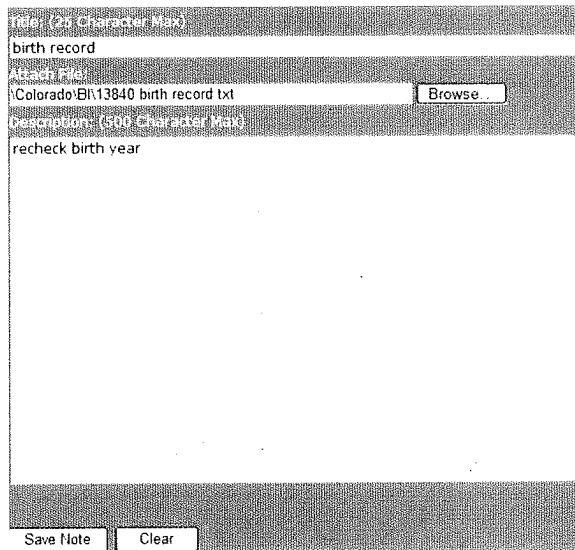 Title: (25 Character Max)
birth record
Attach File:
\Colorado\BI\13840 birth record txt
Browse...
Description: (500 Character Max)
recheck birth year
Save Note
Clear